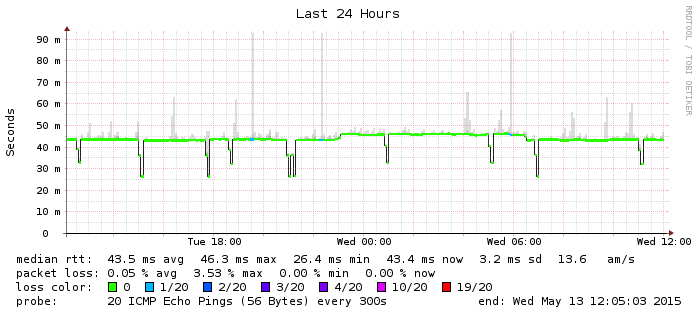 Last 24 Hours
RRDTOOL / TOBI OETIKER
Seconds
90 m
80 m
70 m
60 m
50 m
40 m
30 m
20 m
10 m
0
Tue 18:00 Wed 00:00 Wed 06:00 Wed 12:00
median rtt: 43.5 ms avg 46.3 ms max 26.4 ms min 43.4 ms now 3.2 ms sd 13.6 am/s
packet loss: 0.05 % avg 3.53 % max 0.00 % min 0.00 % now
loss color: 0 1/20 2/20 3/20 4/20 10/20 19/20
probe: 20 ICMP Echo Pings (56 Bytes) every 300s end: Wed May 13 12:05:03 2015